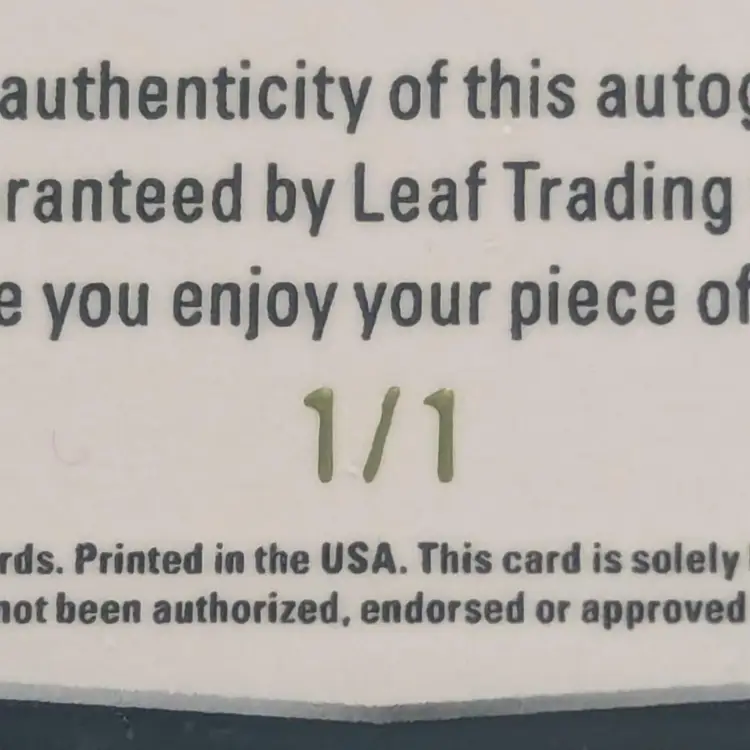 authenticity of this autog
ranteed by Leaf Trading
e you enjoy your piece of
1/1
rds. Printed in the USA. This card is solely
not been authorized, endorsed or approved